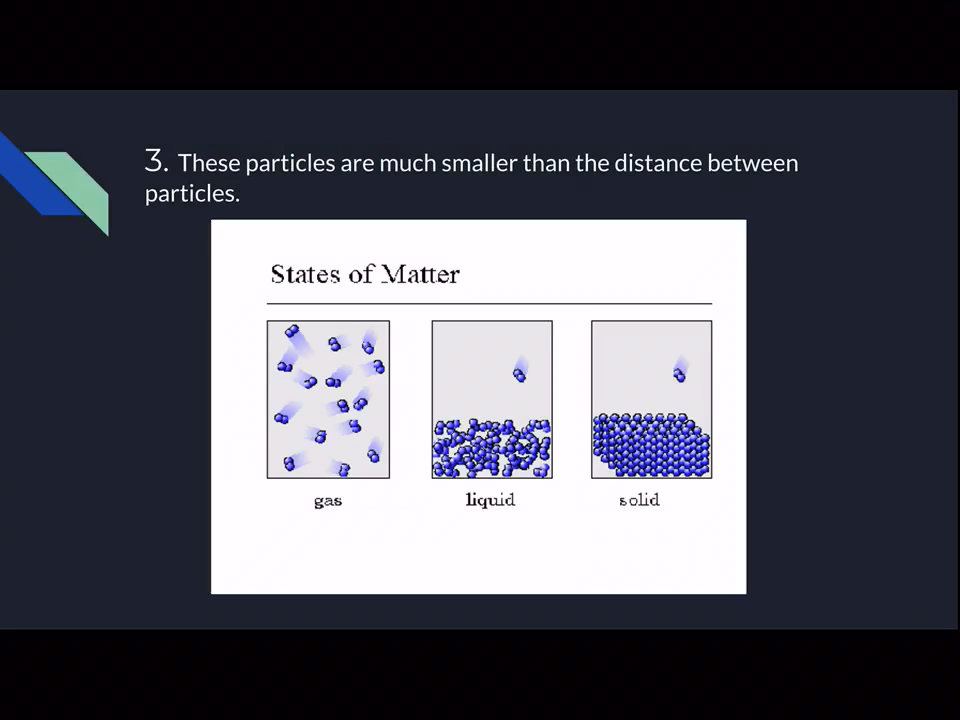 3. These particles are much smaller than the distance between
particles.
States of Matter
gas liquid solid